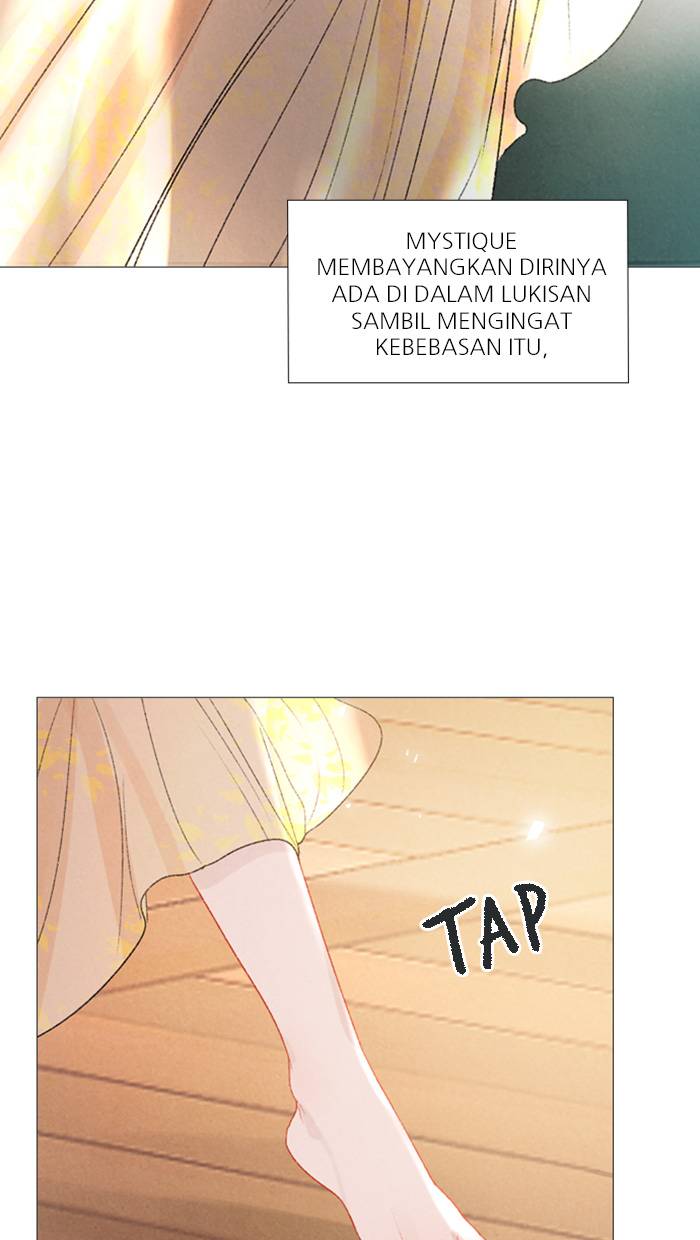 MYSTIQUE
MEMBAYANGKAN DIRINYA
ADA DI DALAM LUKISAN
SAMBIL MENGINGAT
KEBEBASAN ITU,
TAP